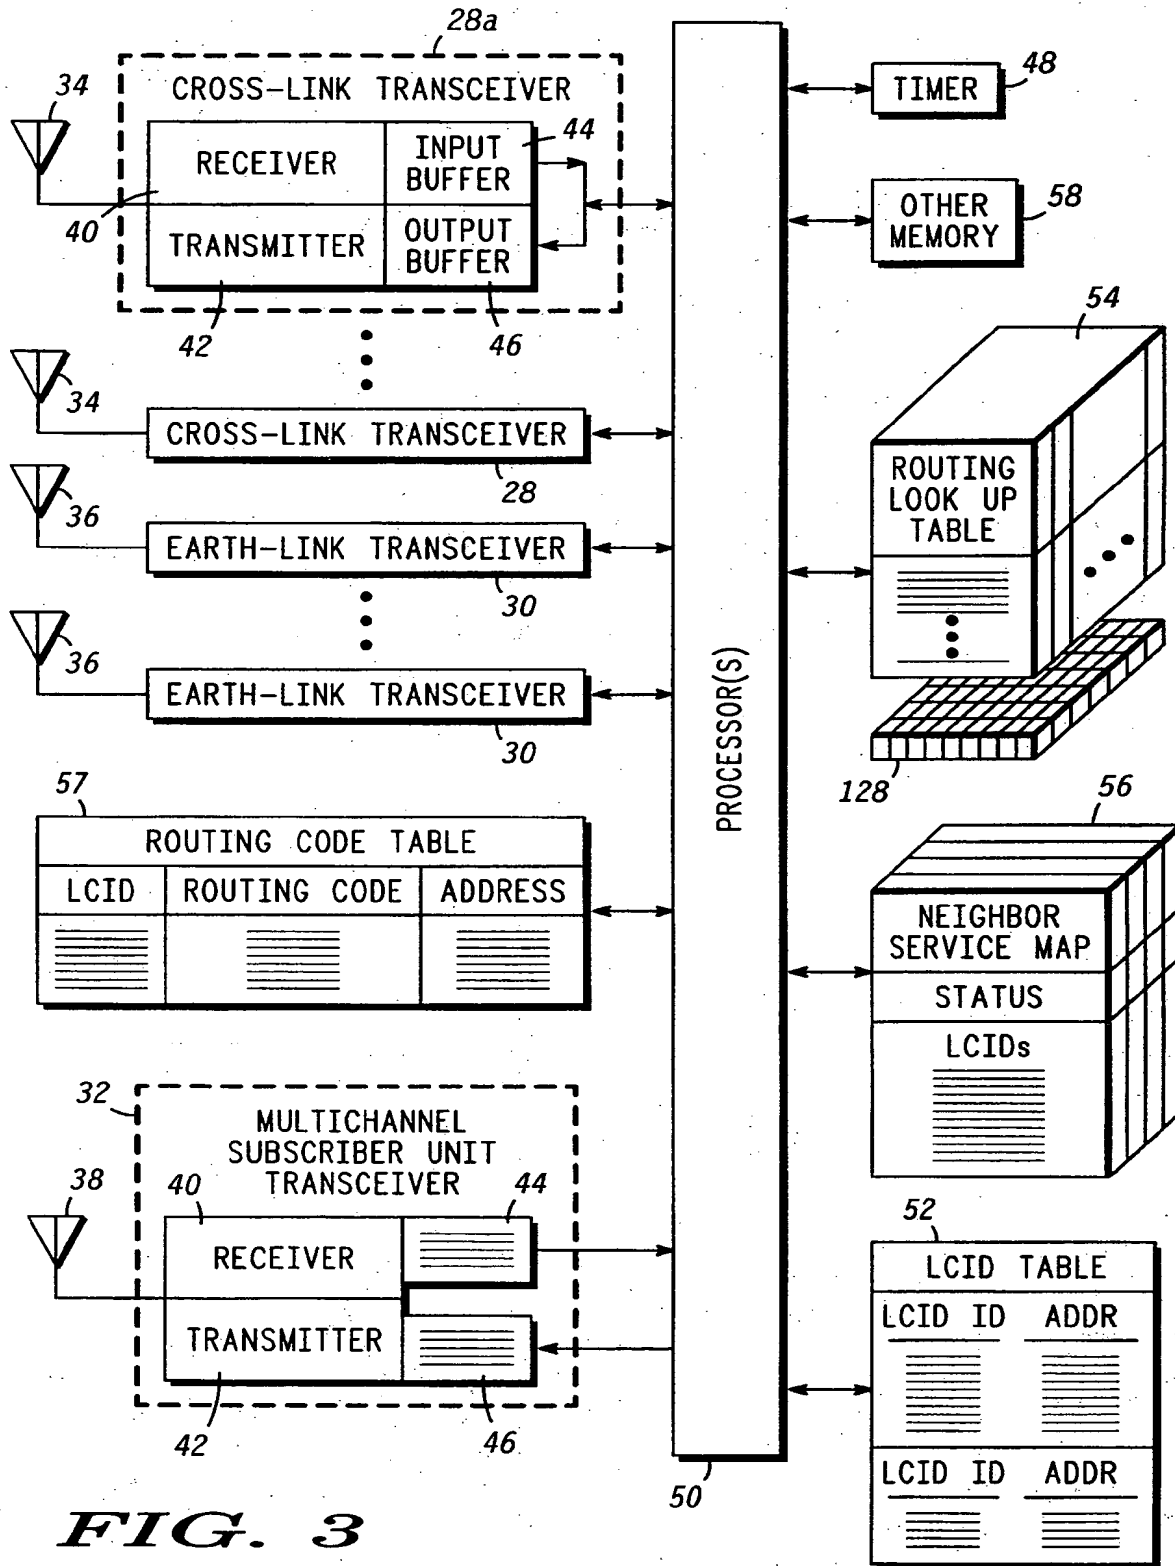 28a
CROSS-LINK TRANSCEIVER
34
RECEIVER
INPUT
BUFFER
44
40
TRANSMITTER
OUTPUT
BUFFER
42
46
34
CROSS-LINK TRANSCEIVER
28
36
EARTH-LINK TRANSCEIVER
30
36
EARTH-LINK TRANSCEIVER
30
57
ROUTING CODE TABLE
LCID
ROUTING CODE
ADDRESS
32
MULTICHANNEL
SUBSCRIBER UNIT
TRANSCEIVER
38
40
44
RECEIVER
TRANSMITTER
42
46
PROCESSOR(S)
50
TIMER
48
OTHER
MEMORY
58
54
ROUTING
LOOK UP
TABLE
128
56
NEIGHBOR
SERVICE MAP
STATUS
LCIDs
52
LCID TABLE
LCID ID ADDR
LCID ID ADDR
FIG. 3